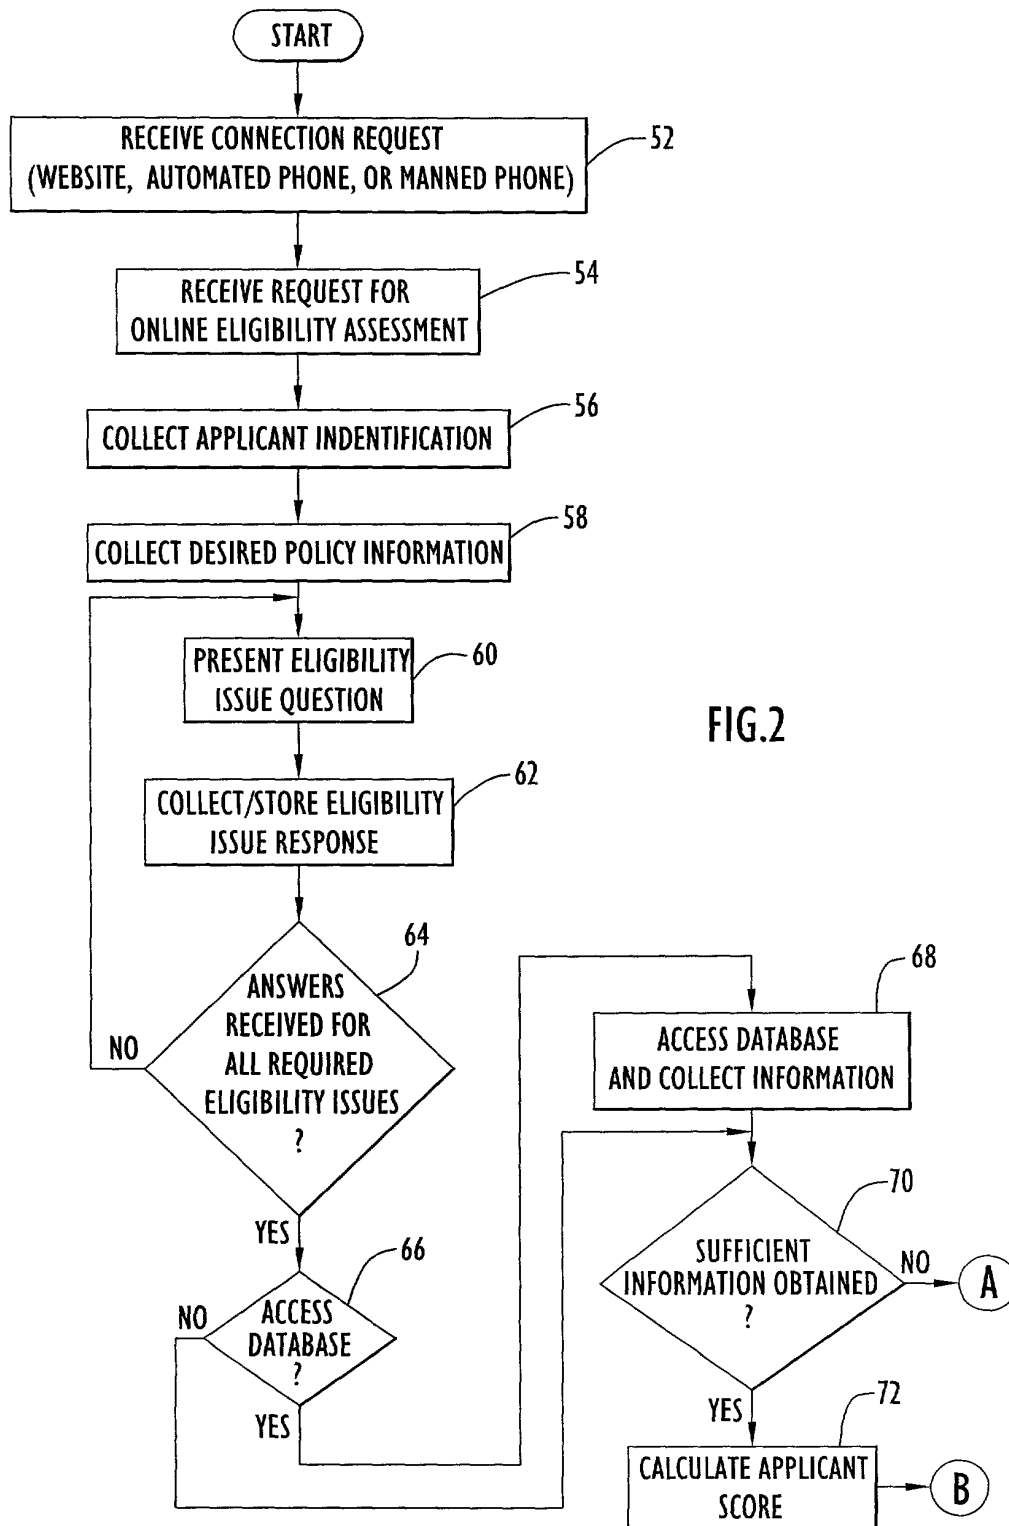 START
RECEIVE CONNECTION REQUEST
(WEBSITE, AUTOMATED PHONE, OR MANNED PHONE)
52
RECEIVE REQUEST FOR
ONLINE ELIGIBILITY ASSESSMENT
54
COLLECT APPLICANT INDENTIFICATION
56
COLLECT DESIRED POLICY INFORMATION
58
PRESENT ELIGIBILITY
ISSUE QUESTION
60
FIG.2
COLLECT/STORE ELIGIBILITY
ISSUE RESPONSE
62
ANSWERS
RECEIVED FOR
ALL REQUIRED
ELIGIBILITY ISSUES
?
64
NO
YES
ACCESS
DATABASE
?
66
NO
YES
ACCESS DATABASE
AND COLLECT INFORMATION
68
SUFFICIENT
INFORMATION OBTAINED
?
70
NO
A
YES
CALCULATE APPLICANT
SCORE
72
B